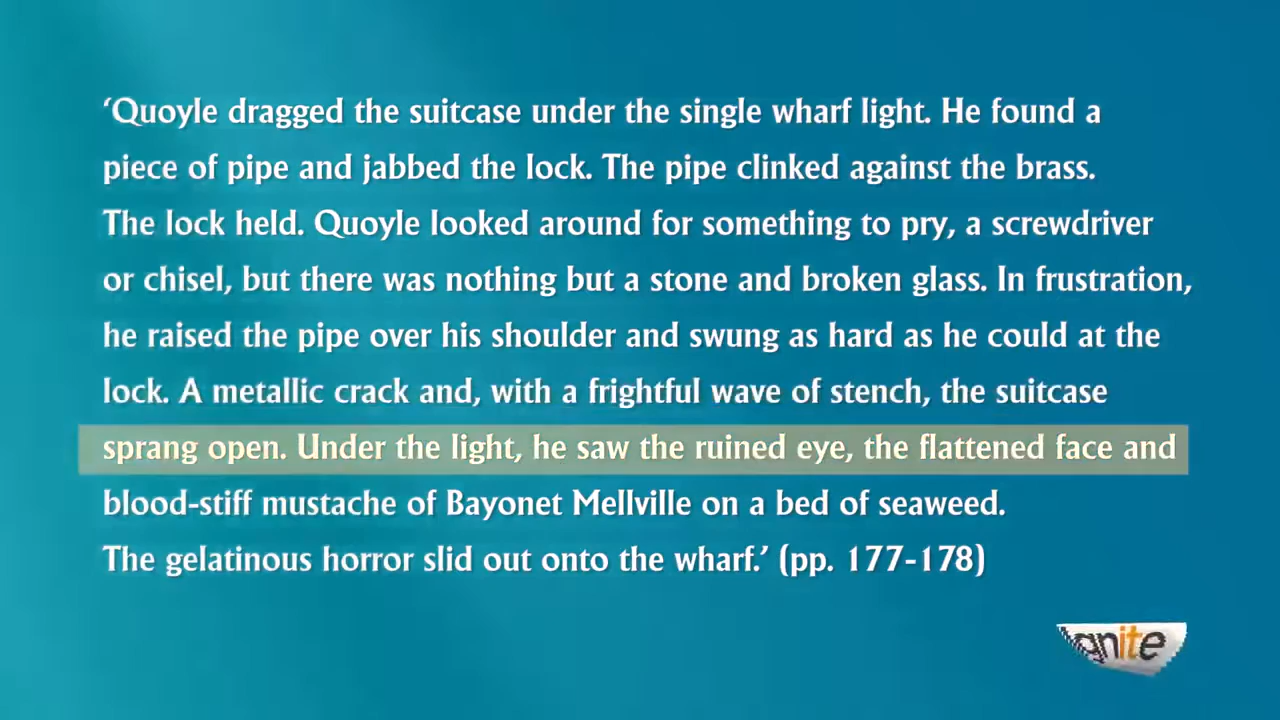 ‘Quoyle dragged the suitcase under the single wharf light. He found a
piece of pipe and jabbed the lock. The pipe clinked against the brass.
The lock held. Quoyle looked around for something to pry, a screwdriver
or chisel, but there was nothing but a stone and broken glass. In frustration,
he raised the pipe over his shoulder and swung as hard as he could at the
lock. A metallic crack and, with a frightful wave of stench, the suitcase
sprang open. Under the light, he saw the ruined eye, the flattened face and
blood-stiff mustache of Bayonet Mellville on a bed of seaweed.
The gelatinous horror slid out onto the wharf.’ (pp. 177-178)
ignite